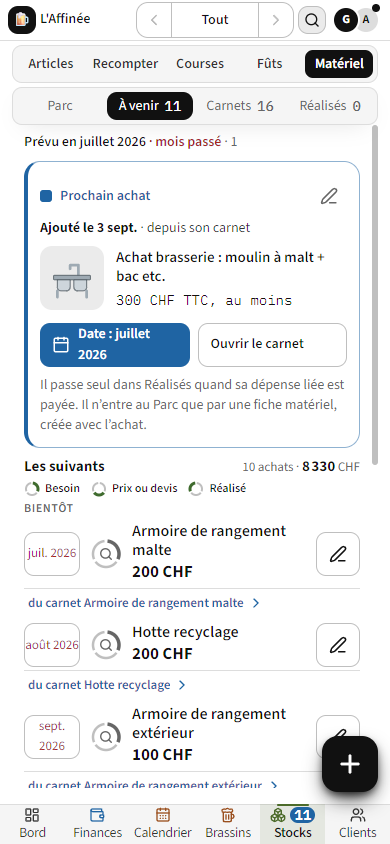 L'Affinée
Tout
G
A
Articles
Recompter
Courses
Fûts
Matériel
Parc
À venir 11
Carnets 16
Réalisés 0
Prévu en juillet 2026 · mois passé · 1
Prochain achat
Ajouté le 3 sept. · depuis son carnet
Achat brasserie : moulin à malt +
bac etc.
300 CHF TTC, au moins
Date : juillet
2026
Ouvrir le carnet
Il passe seul dans Réalisés quand sa dépense liée est
payée. Il n'entre au Parc que par une fiche matériel,
créée avec l'achat.
Les suivants
10 achats · 8 330 CHF
Besoin
Prix ou devis
Réalisé
BIENTÔT
juil. 2026
Armoire de rangement
malte
200 CHF
du carnet Armoire de rangement malte
août 2026
Hotte recyclage
200 CHF
du carnet Hotte recyclage
sept.
2026
Armoire de rangement
extérieur
100 CHF
du carnet Armoire de rangement extérieur
Bord
Finances
Calendrier
Brassins
11
Stocks
Clients